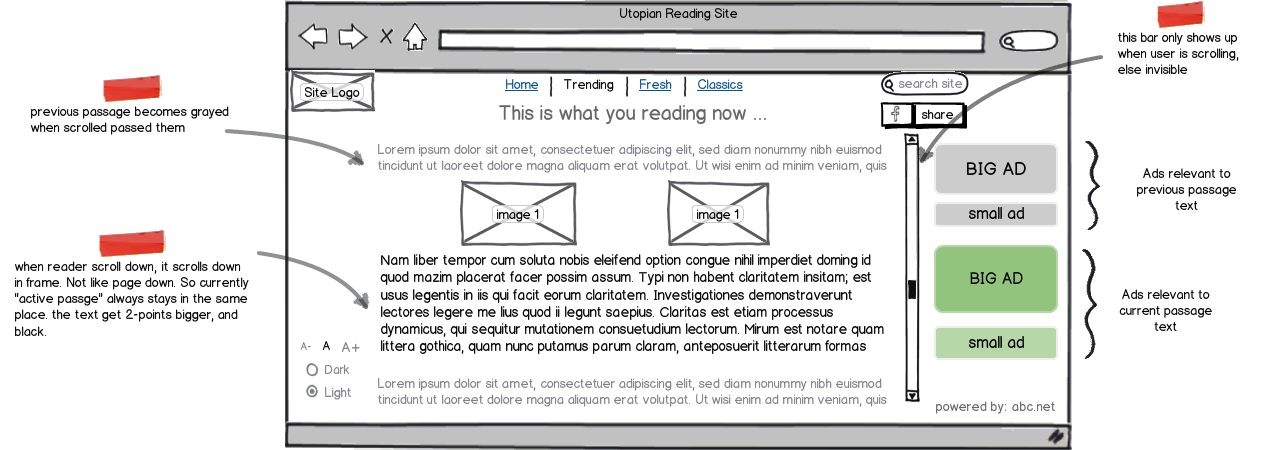 Utopian Reading Site
this bar only shows up
when user is scrolling,
else invisible
Site Logo
Home
Trending
Fresh
Classics
search site
previous passage becomes grayed
when scrolled passed them
This is what you reading now ...
f share
Lorem ipsum dolor sit amet, consectetuer adipiscing elit, sed diam nonummy nibh euismod
tincidunt ut laoreet dolore magna aliquam erat volutpat. Ut wisi enim ad minim veniam, quis
BIG AD
small ad
Ads relevant to
previous passage
text
image 1
image 1
when reader scroll down, it scrolls down
in frame. Not like page down. So currently
"active passge" always stays in the same
place. the text get 2-points bigger, and
black.
Nam liber tempor cum soluta nobis eleifend option congue nihil imperdiet doming id
quod mazim placerat facer possim assum. Typi non habent claritatem insitam; est
usus legentis in iis qui facit eorum claritatem. Investigationes demonstraverunt
lectores legere me lius quod ii legunt saepius. Claritas est etiam processus
dynamicus, qui sequitur mutationem consuetudium lectorum. Mirum est notare quam
littera gothica, quam nunc putamus parum claram, anteposuerit litterarum formas
BIG AD
small ad
Ads relevant to
current passage
text
A- A A+
Dark
Light
Lorem ipsum dolor sit amet, consectetuer adipiscing elit, sed diam nonummy nibh euismod
tincidunt ut laoreet dolore magna aliquam erat volutpat. Ut wisi enim ad minim veniam, quis
powered by: abc.net